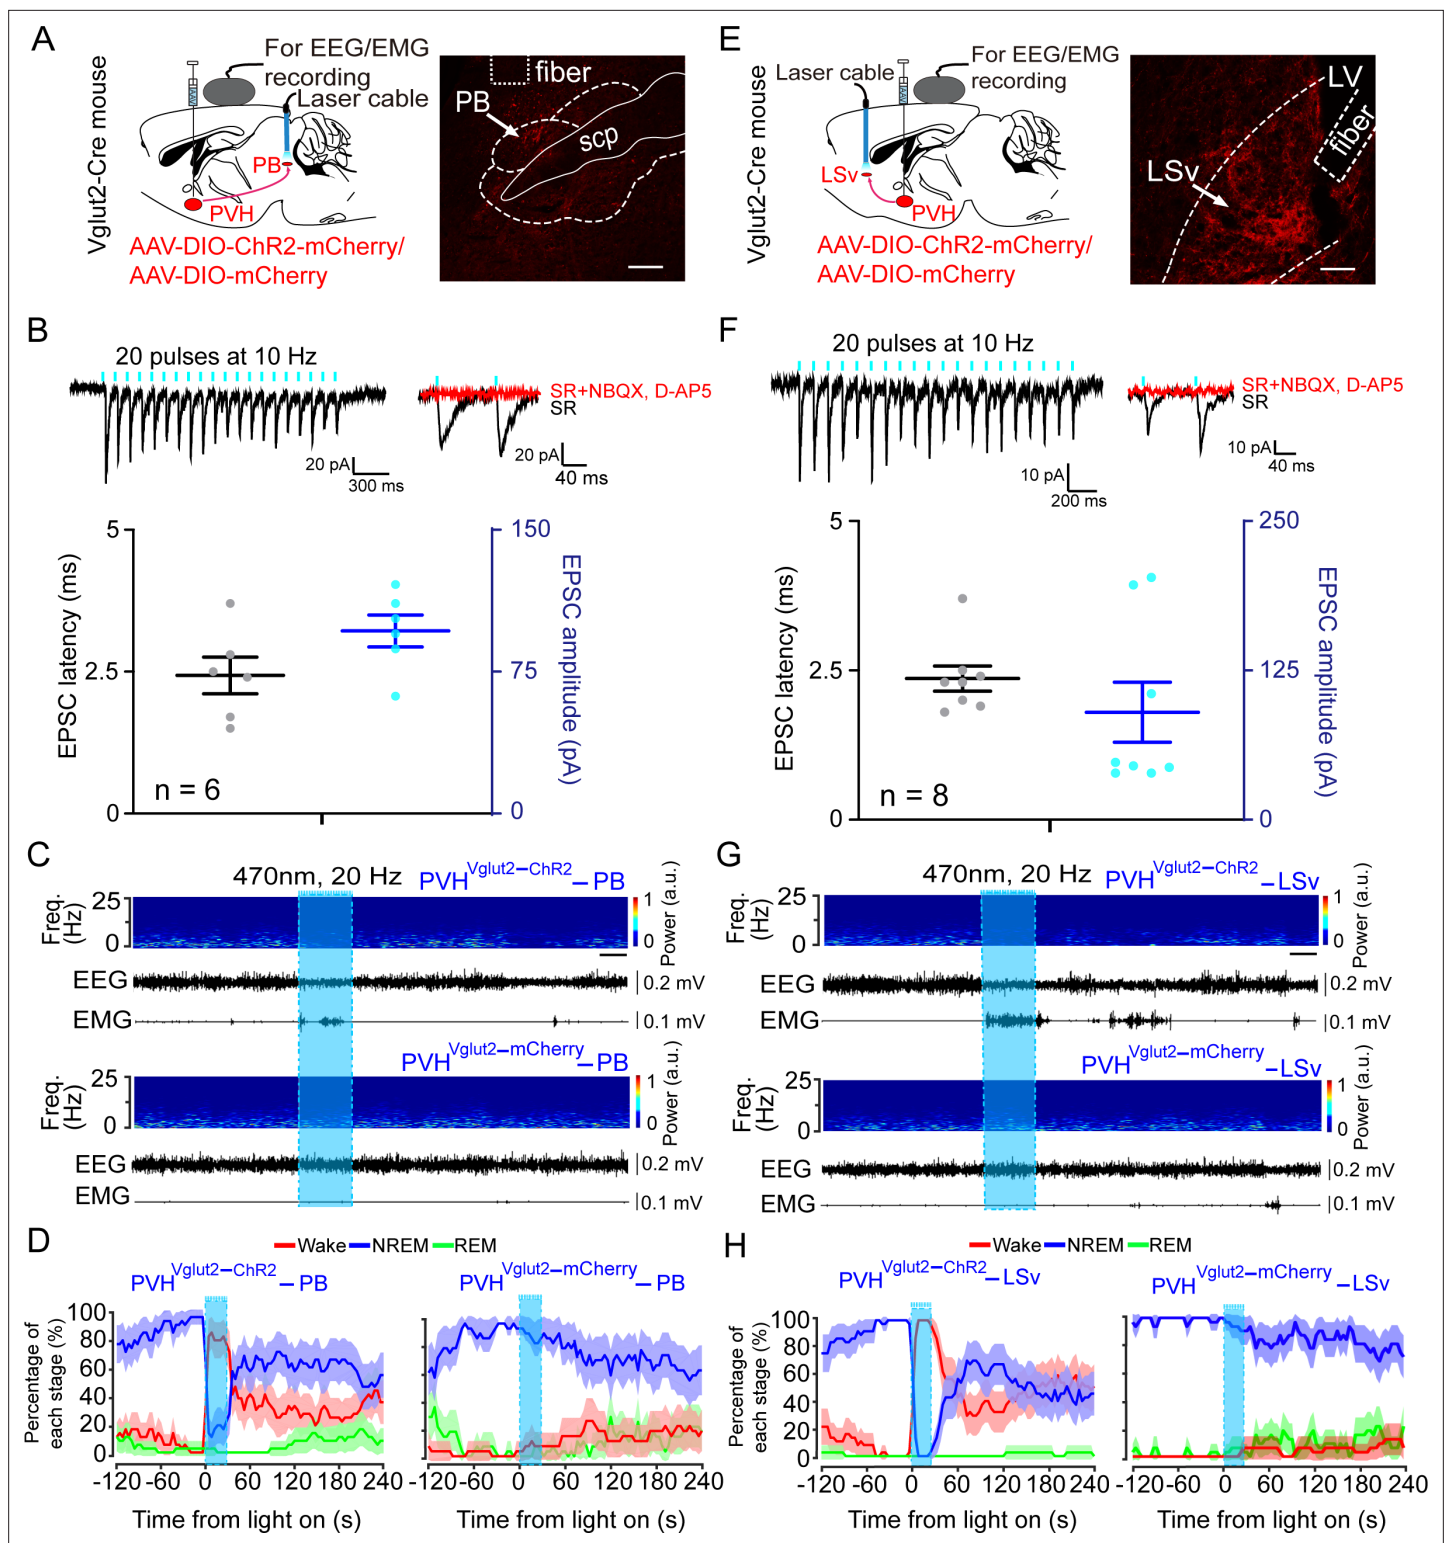 A
Vglut2-Cre mouse
For EEG/EMG
recording
Laser cable
PB
PVH
AAV-DIO-ChR2-mCherry/
AAV-DIO-mCherry
fiber
PB
scp
E
Vglut2-Cre mouse
Laser cable
For EEG/EMG
recording
LSv
PVH
AAV-DIO-ChR2-mCherry/
AAV-DIO-mCherry
LV
fiber
LSv
B
20 pulses at 10 Hz
SR+NBQX, D-AP5
SR
20 pA
300 ms
20 pA
40 ms
EPSC latency (ms)
5
2.5
0
n = 6
150
75
0
EPSC amplitude (pA)
F
20 pulses at 10 Hz
SR+NBQX, D-AP5
SR
10 pA
200 ms
10 pA
40 ms
EPSC latency (ms)
5
2.5
0
n = 8
250
125
0
EPSC amplitude (pA)
C
470nm, 20 Hz
PVH Vglut2–ChR2 – PB
Freq. (Hz)
25
0
1
0
Power (a.u.)
EEG
0.2 mV
EMG
0.1 mV
PVH Vglut2–mCherry – PB
Freq. (Hz)
25
0
1
0
Power (a.u.)
EEG
0.2 mV
EMG
0.1 mV
G
470nm, 20 Hz
PVH Vglut2–ChR2 –LSv
Freq. (Hz)
25
0
1
0
Power (a.u.)
EEG
0.2 mV
EMG
0.1 mV
PVH Vglut2–mCherry –LSv
Freq. (Hz)
25
0
1
0
Power (a.u.)
EEG
0.2 mV
EMG
0.1 mV
D
Wake NREM REM
PVH Vglut2–ChR2 – PB
PVH Vglut2–mCherry – PB
Percentage of
each stage (%)
100
80
60
40
20
0
-120 -60 0 60 120 180 240
-120 -60 0 60 120 180 240
Time from light on (s)
Time from light on (s)
H
Wake NREM REM
PVH Vglut2–ChR2 –LSv
PVH Vglut2–mCherry –LSv
Percentage of
each stage (%)
100
80
60
40
20
0
-120 -60 0 60 120 180 240
-120 -60 0 60 120 180 240
Time from light on (s)
Time from light on (s)